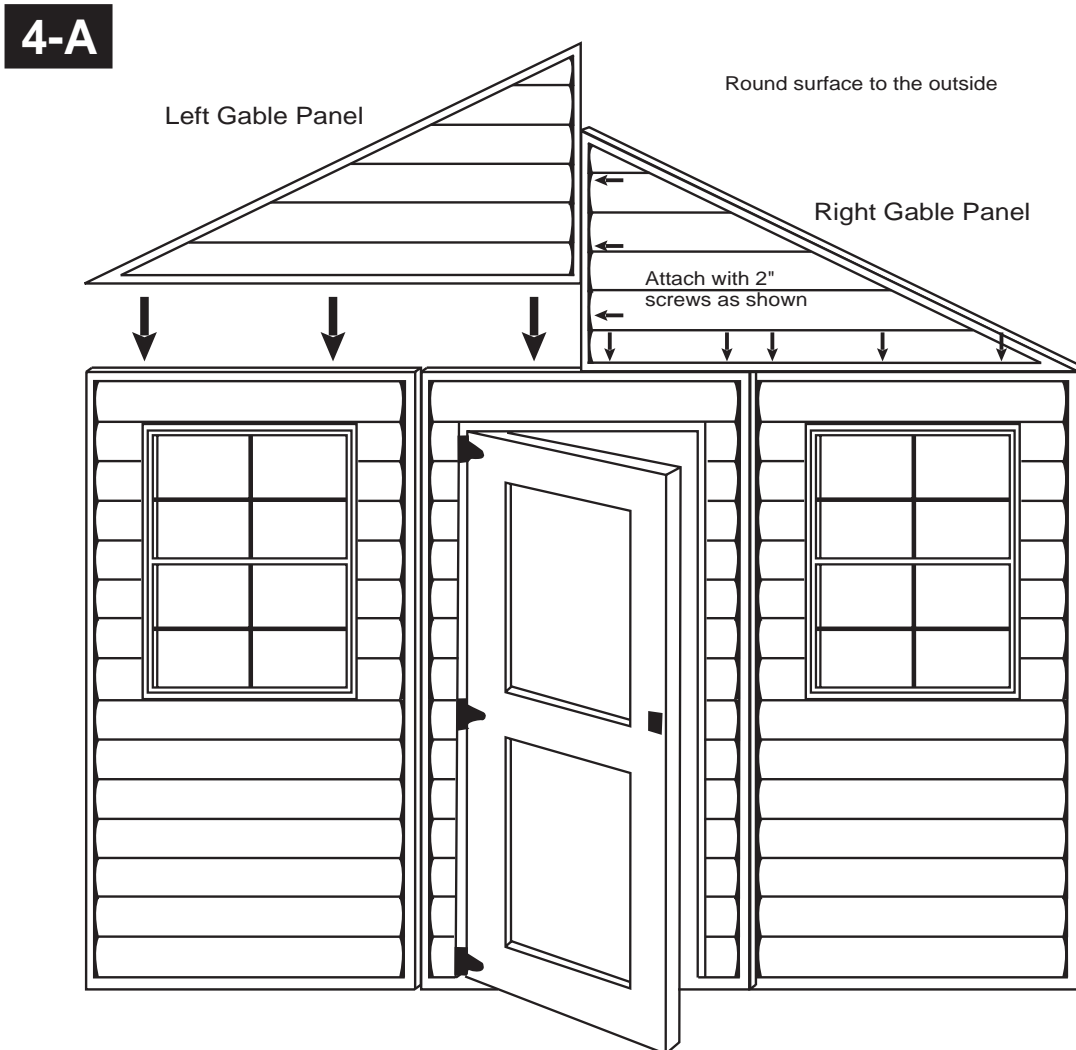 4-A
Round surface to the outside
Left Gable Panel
Right Gable Panel
Attach with 2"
screws as shown